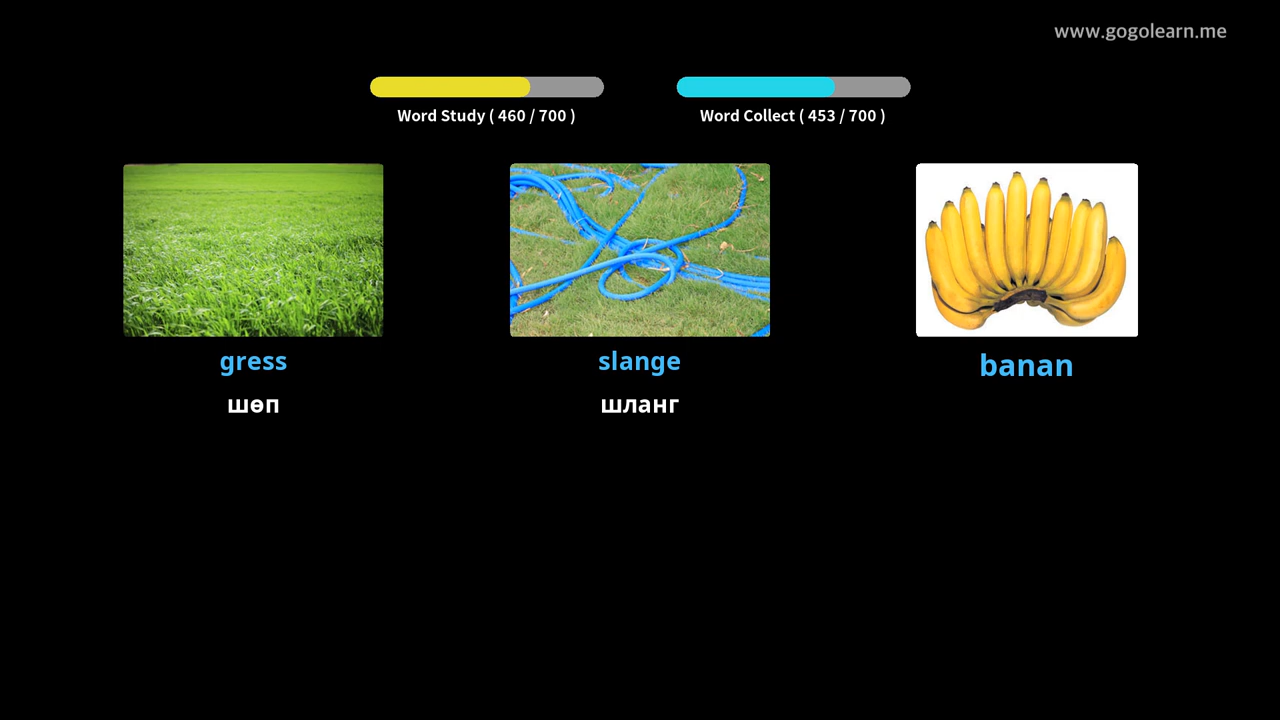 www.gogolearn.me
Word Study ( 460 / 700 )
Word Collect ( 453 / 700 )
gress
slange
banan
шөп
шланг